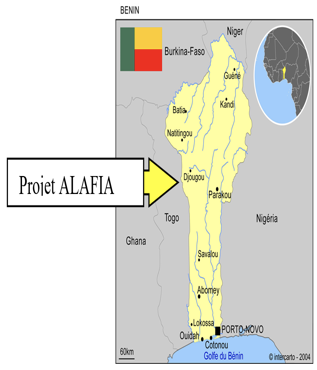 BENIN
Niger
Burkina-Faso
Guéné
Kandi
Batia
Natitingou
Djougou
Projet ALAFIA
Parakou
Togo
Nigéria
Ghana
Savalou
Abomey
Lokossa
PORTO-NOVO
Ouidah
Cotonou
60km
Golfe du Bénin
© intercarto - 2004